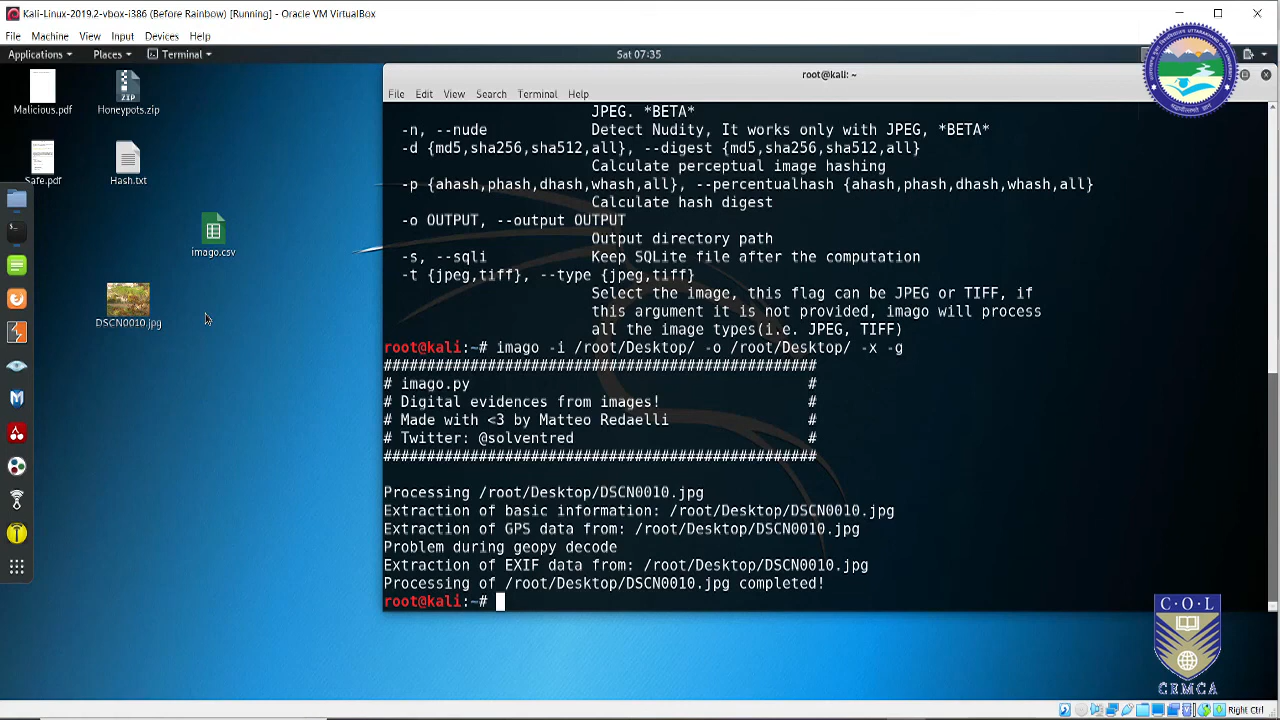 Kali-Linux-2019.2-vbox-i386 (Before Rainbow) [Running] - Oracle VM VirtualBox
File Machine View Input Devices Help
Applications Places Terminal Sat 07:35
root@kali: ~
File Edit View Search Terminal Help
Malicious.pdf Honeypots.zip
ZIP
Safe.pdf Hash.txt
imago.csv
DSCN0010.jpg
JPEG. *BETA*
-n, --nude Detect Nudity, It works only with JPEG, *BETA*
-d {md5,sha256,sha512,all}, --digest {md5,sha256,sha512,all}
Calculate perceptual image hashing
-p {ahash,phash,dhash,whash,all}, --percentualhash {ahash,phash,dhash,whash,all}
Calculate hash digest
-o OUTPUT, --output OUTPUT
Output directory path
-s, --sqli Keep SQLite file after the computation
-t {jpeg,tiff}, --type {jpeg,tiff}
Select the image, this flag can be JPEG or TIFF, if
this argument it is not provided, imago will process
all the image types(i.e. JPEG, TIFF)
root@kali:~# imago -i /root/Desktop/ -o /root/Desktop/ -x -g
##################################################
# imago.py #
# Digital evidences from images! #
# Made with <3 by Matteo Redaelli #
# Twitter: @solventred #
##################################################
Processing /root/Desktop/DSCN0010.jpg
Extraction of basic information: /root/Desktop/DSCN0010.jpg
Extraction of GPS data from: /root/Desktop/DSCN0010.jpg
Problem during geopy decode
Extraction of EXIF data from: /root/Desktop/DSCN0010.jpg
Processing of /root/Desktop/DSCN0010.jpg completed!
root@kali:~#
C·O·L
CEMCA
Right Ctrl